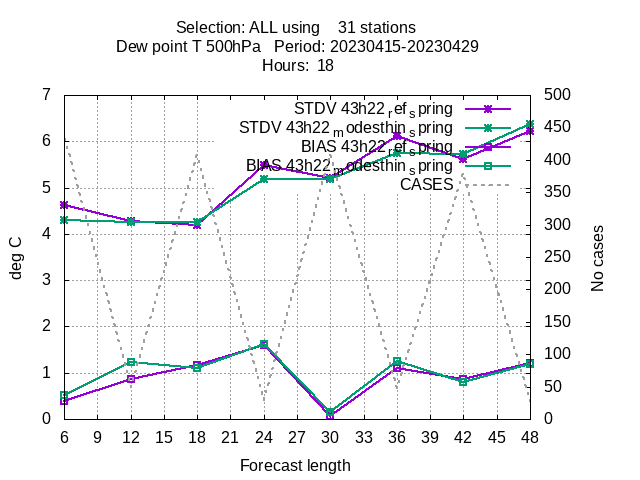 Selection: ALL using    31 stations
Dew point T 500hPa   Period: 20230415-20230429
Hours: 18
7
6
5
4
3
2
1
0
500
450
400
350
300
250
200
150
100
50
0
STDV 43h22_ref_spring
STDV 43h22_modesthin_spring
BIAS 43h22_ref_spring
BIAS 43h22_modesthin_spring
CASES
deg C
No cases
6 9 12 15 18 21 24 27 30 33 36 39 42 45 48
Forecast length